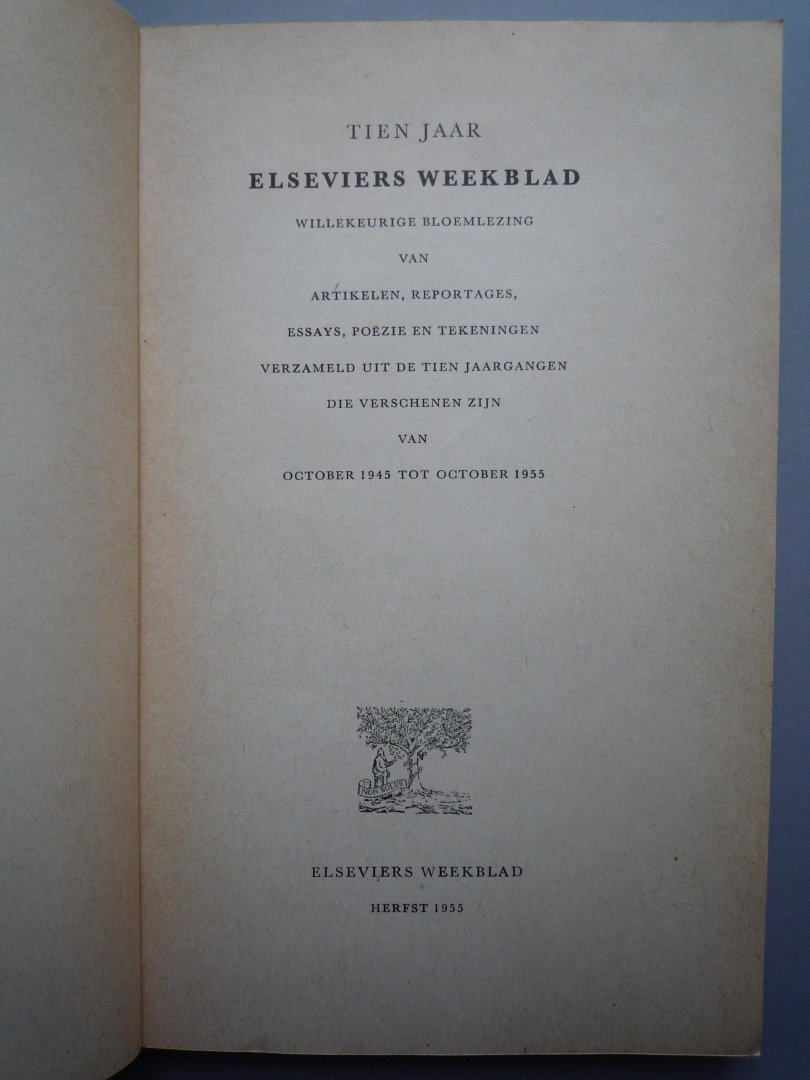 TIEN JAAR
ELSEVIERS WEEKBLAD
WILLEKEURIGE BLOEMLEZING
VAN
ARTIKELEN, REPORTAGES,
ESSAYS, POËZIE EN TEKENINGEN
VERZAMELD UIT DE TIEN JAARGANGEN
DIE VERSCHENEN ZIJN
VAN
OCTOBER 1945 TOT OCTOBER 1955
NON SOLUS
ELSEVIERS WEEKBLAD
HERFST 1955